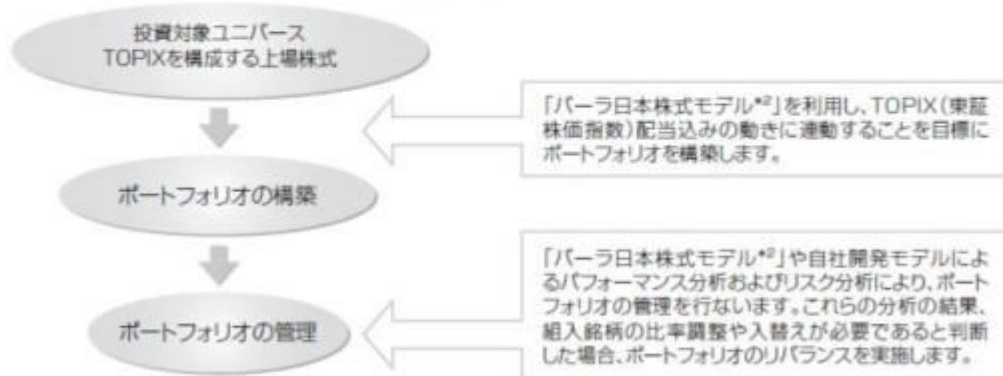 投資対象ユニバース
TOPIXを構成する上場株式
「バーラ日本株式モデル*2」を利用し、TOPIX(東証
株価指数)配当込みの動きに連動することを目標に
ポートフォリオを構築します。
ポートフォリオの構築
「バーラ日本株式モデル*2」や自社開発モデルによ
るパフォーマンス分析およびリスク分析により、ポート
フォリオの管理を行ないます。これらの分析の結果、
組入銘柄の比率調整や入替えが必要であると判断
した場合、ポートフォリオのリバランスを実施します。
ポートフォリオの管理